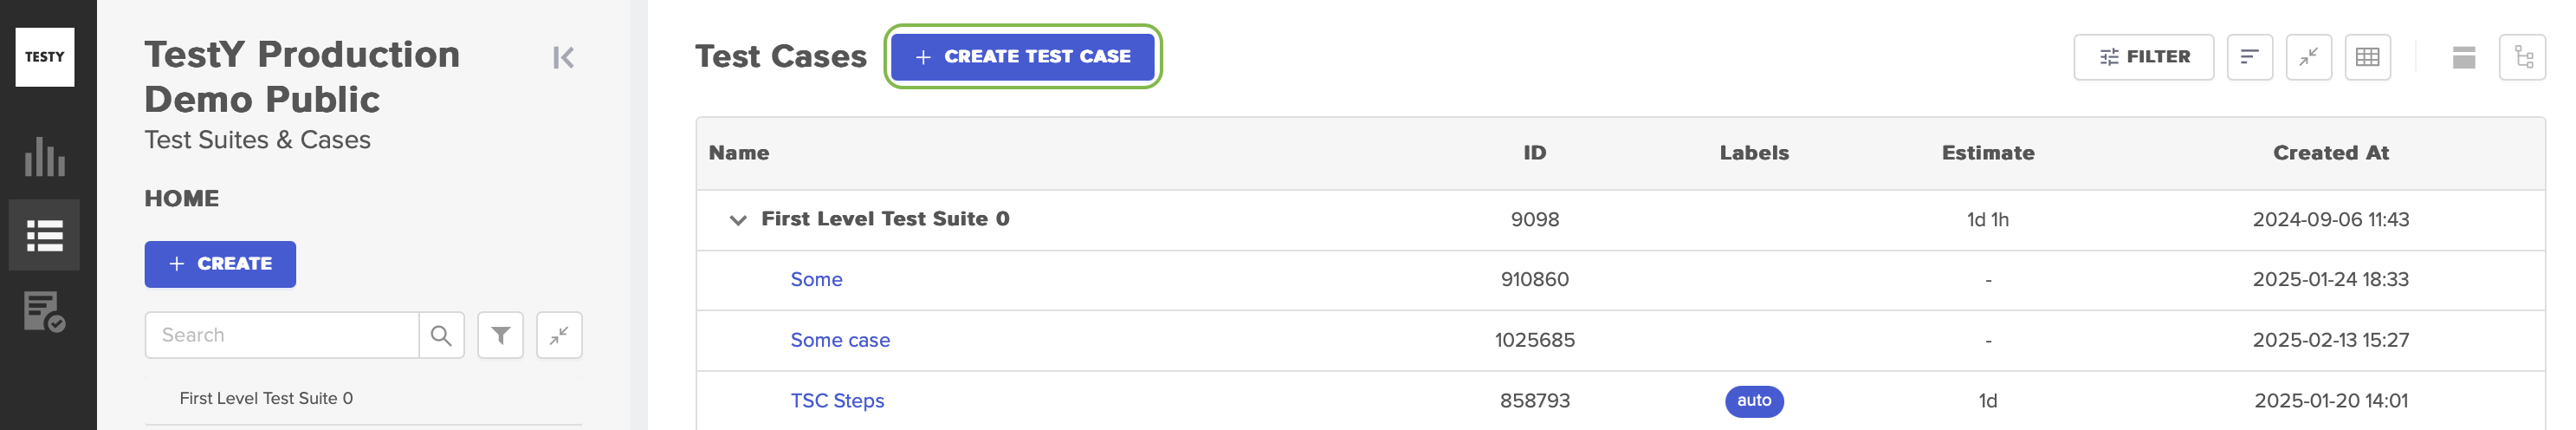 TESTY
TestY Production
Demo Public
Test Suites & Cases
HOME
+ CREATE
Search
First Level Test Suite 0
Test Cases
+ CREATE TEST CASE
FILTER
Name ID Labels Estimate Created At
First Level Test Suite 0 9098 1d 1h 2024-09-06 11:43
Some 910860 - 2025-01-24 18:33
Some case 1025685 - 2025-02-13 15:27
TSC Steps 858793 auto 1d 2025-01-20 14:01